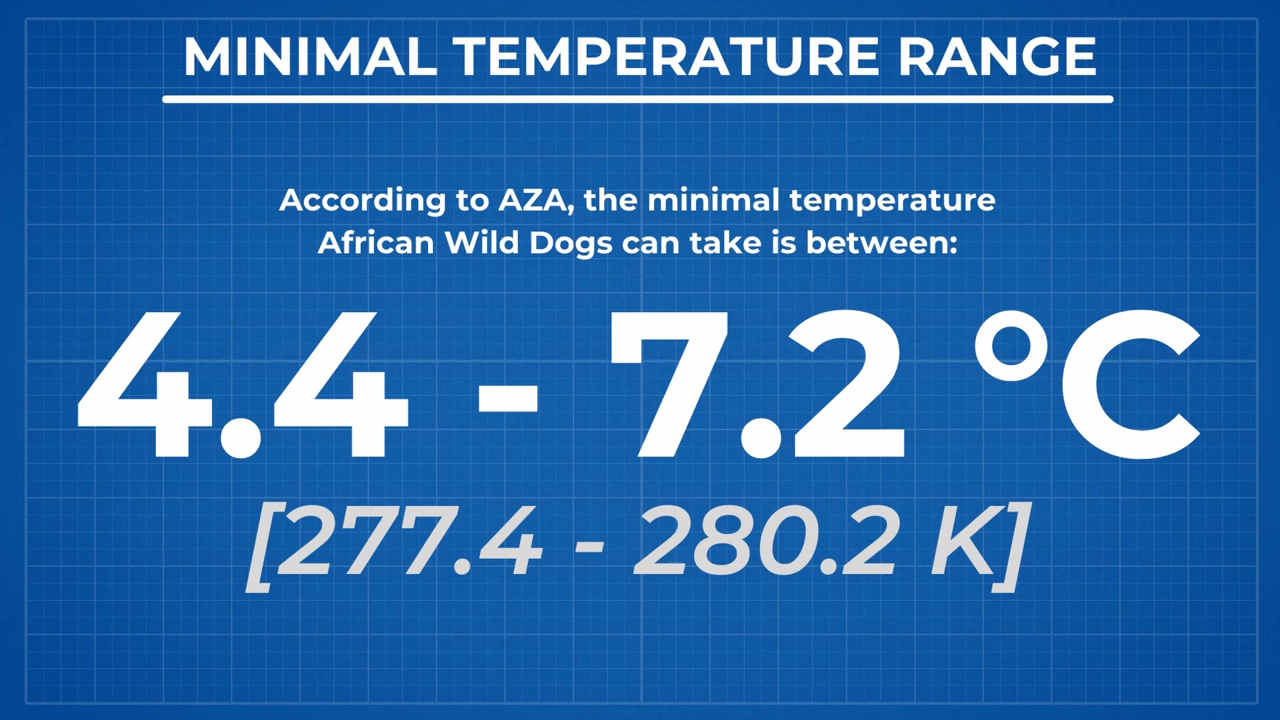 MINIMAL TEMPERATURE RANGE
According to AZA, the minimal temperature
African Wild Dogs can take is between:
4.4 - 7.2 °C
[277.4 - 280.2 K]